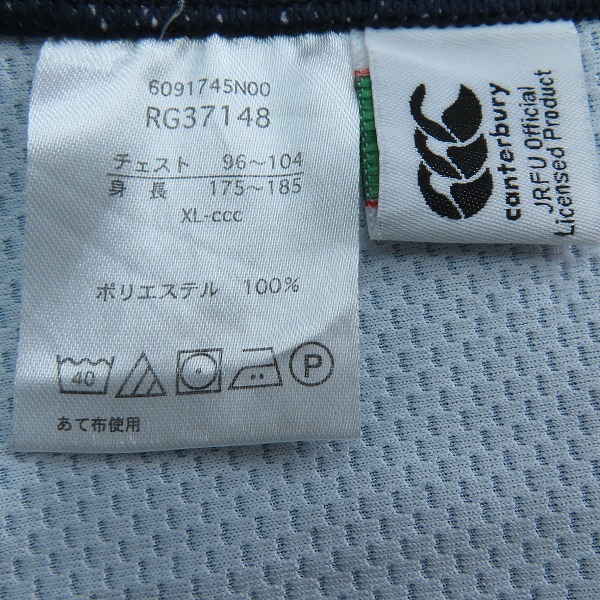 6091745N00
RG37148
チェスト 96～104
身 長 175～185
XL-ccc
ポリエステル 100%
40
P
あて布使用
canterbury
JRFU Official
Licensed Product